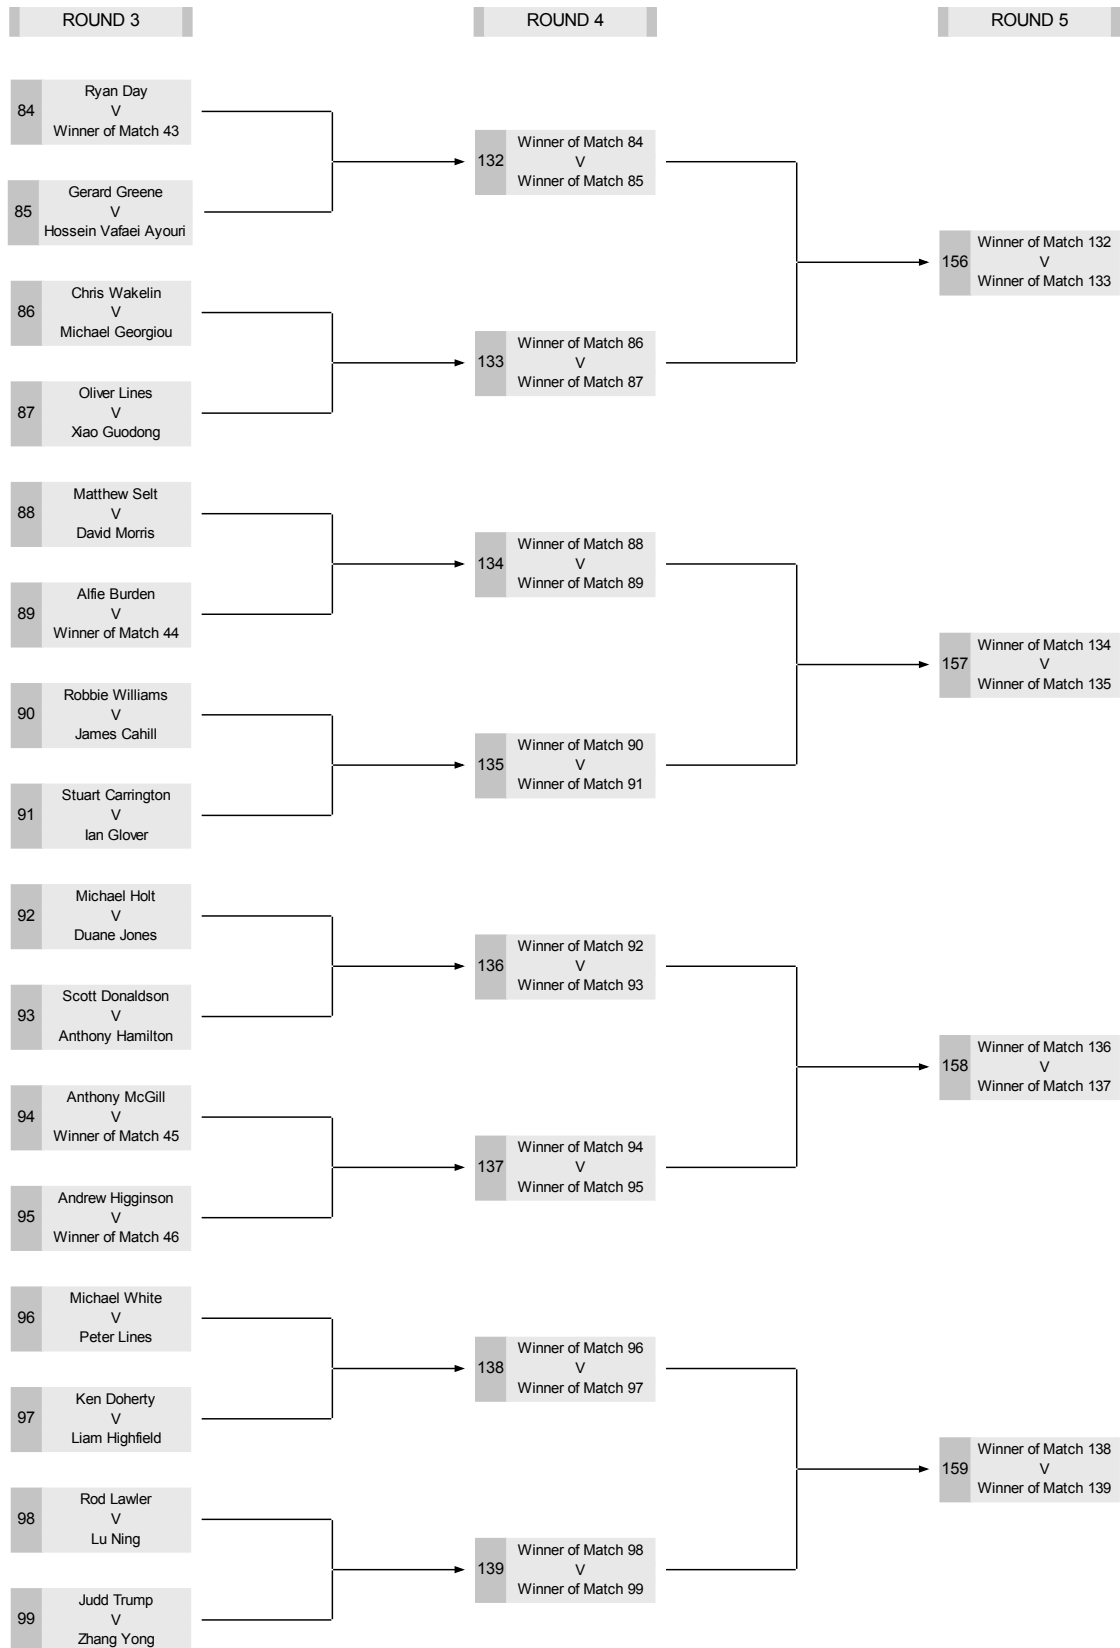 ROUND 3
ROUND 4
ROUND 5
84
Ryan Day
V
Winner of Match 43
85
Gerard Greene
V
Hossein Vafaei Ayouri
86
Chris Wakelin
V
Michael Georgiou
87
Oliver Lines
V
Xiao Guodong
88
Matthew Selt
V
David Morris
89
Alfie Burden
V
Winner of Match 44
90
Robbie Williams
V
James Cahill
91
Stuart Carrington
V
Ian Glover
92
Michael Holt
V
Duane Jones
93
Scott Donaldson
V
Anthony Hamilton
94
Anthony McGill
V
Winner of Match 45
95
Andrew Higginson
V
Winner of Match 46
96
Michael White
V
Peter Lines
97
Ken Doherty
V
Liam Highfield
98
Rod Lawler
V
Lu Ning
99
Judd Trump
V
Zhang Yong
132
Winner of Match 84
V
Winner of Match 85
133
Winner of Match 86
V
Winner of Match 87
134
Winner of Match 88
V
Winner of Match 89
135
Winner of Match 90
V
Winner of Match 91
136
Winner of Match 92
V
Winner of Match 93
137
Winner of Match 94
V
Winner of Match 95
138
Winner of Match 96
V
Winner of Match 97
139
Winner of Match 98
V
Winner of Match 99
156
Winner of Match 132
V
Winner of Match 133
157
Winner of Match 134
V
Winner of Match 135
158
Winner of Match 136
V
Winner of Match 137
159
Winner of Match 138
V
Winner of Match 139